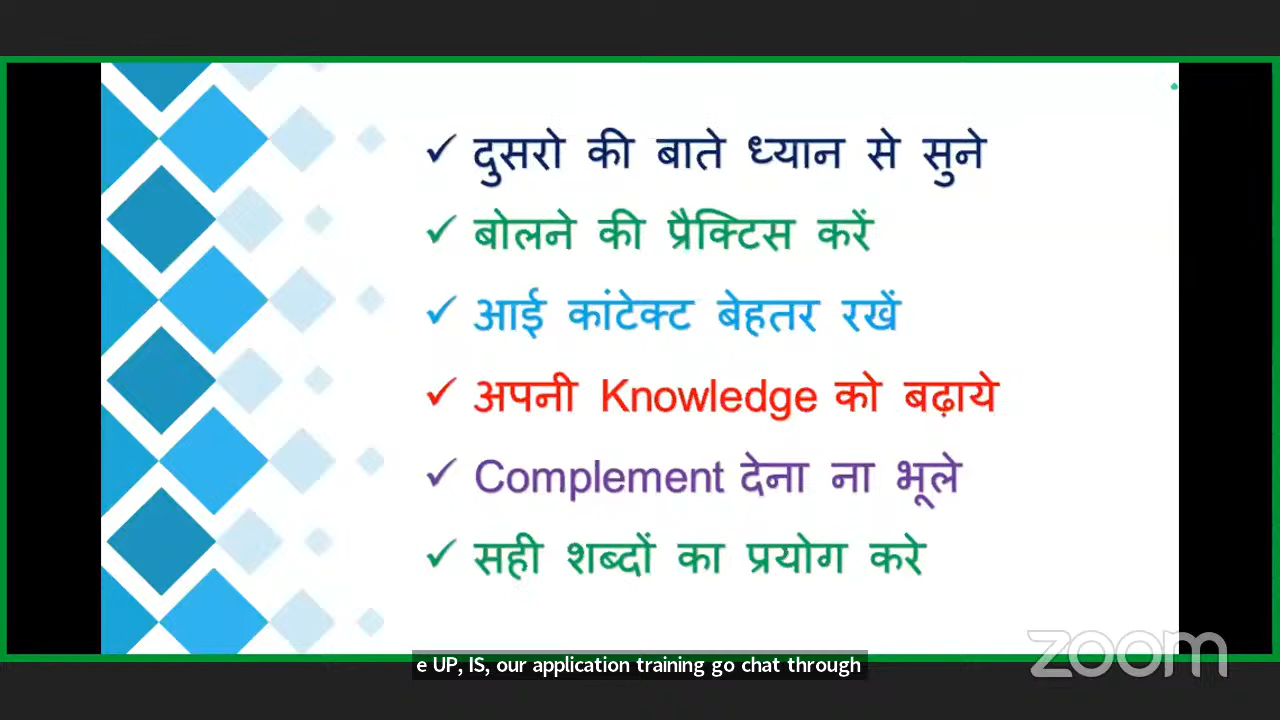 ✓ दुसरो की बाते ध्यान से सुने
✓ बोलने की प्रैक्टिस करें
✓ आई कांटेक्ट बेहतर रखें
✓ अपनी Knowledge को बढ़ाये
✓ Complement देना ना भूले
✓ सही शब्दों का प्रयोग करे
zoom
e UP, IS, our application training go chat through